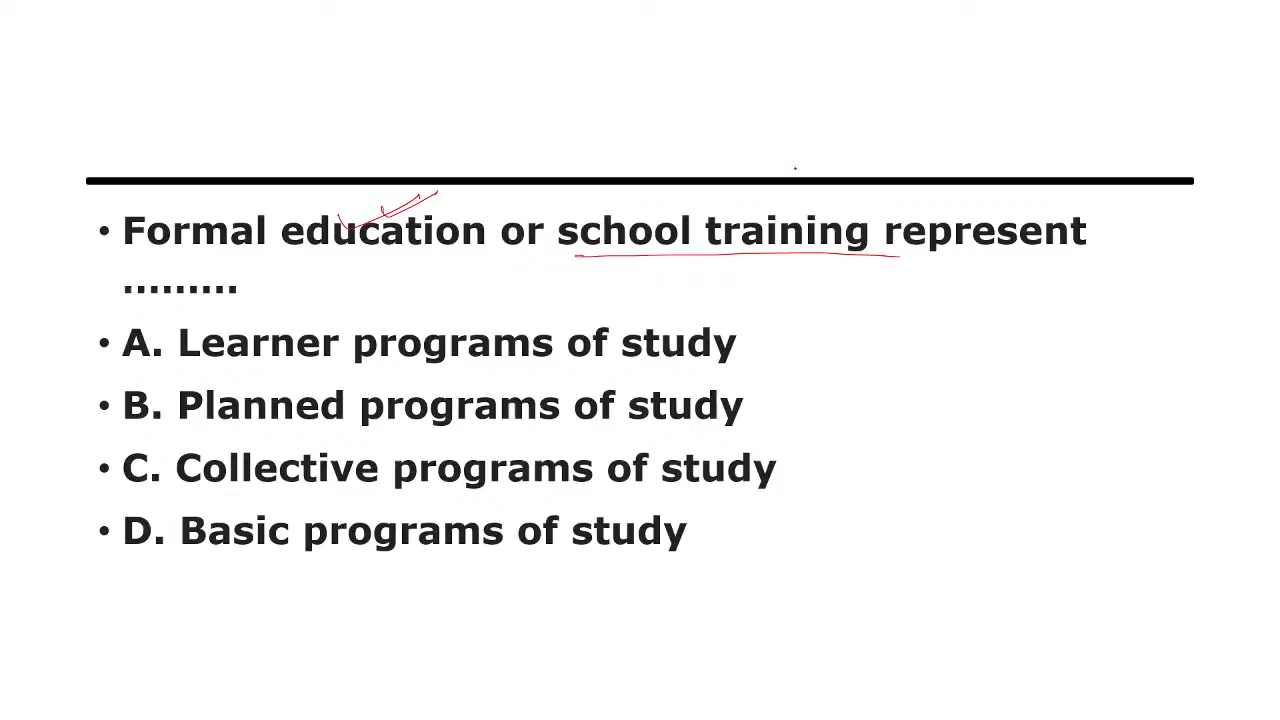 • Formal education or school training represent
.........
• A. Learner programs of study
• B. Planned programs of study
• C. Collective programs of study
• D. Basic programs of study